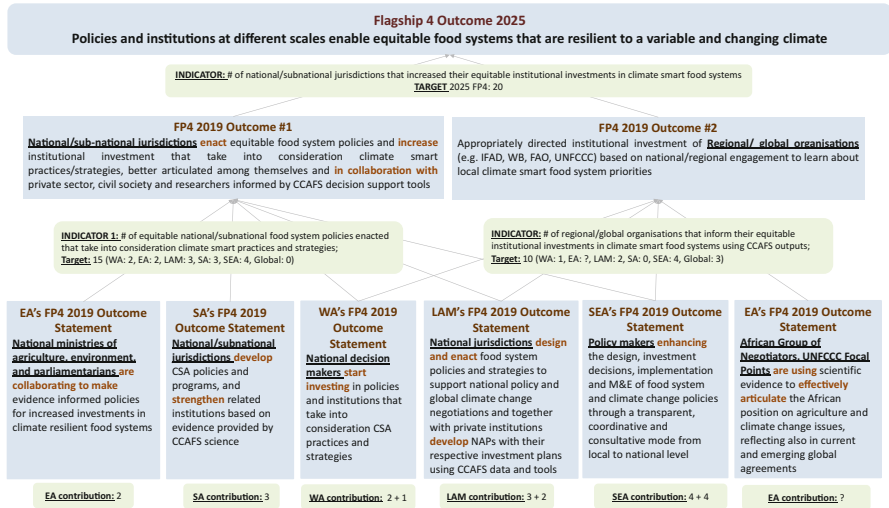 Flagship 4 Outcome 2025
Policies and institutions at different scales enable equitable food systems that are resilient to a variable and changing climate
INDICATOR: # of national/subnational jurisdictions that increased their equitable institutional investments in climate smart food systems
TARGET 2025 FP4: 20
FP4 2019 Outcome #1
National/sub-national jurisdictions enact equitable food system policies and increase
institutional investment that take into consideration climate smart
practices/strategies, better articulated among themselves and in collaboration with
private sector, civil society and researchers informed by CCAFS decision support tools
FP4 2019 Outcome #2
Appropriately directed institutional investment of Regional/ global organisations
(e.g. IFAD, WB, FAO, UNFCCC) based on national/regional engagement to learn about
local climate smart food system priorities
INDICATOR 1: # of equitable national/subnational food system policies enacted
that take into consideration climate smart practices and strategies;
Target: 15 (WA: 2, EA: 2, LAM: 3, SA: 3, SEA: 4, Global: 0)
INDICATOR: # of regional/global organisations that inform their equitable
institutional investments in climate smart food systems using CCAFS outputs;
Target: 10 (WA: 1, EA: ?, LAM: 2, SA: 0, SEA: 4, Global: 3)
EA's FP4 2019 Outcome
Statement
National ministries of
agriculture, environment,
and parliamentarians are
collaborating to make
evidence informed policies
for increased investments in
climate resilient food systems
SA's FP4 2019
Outcome Statement
National/subnational
jurisdictions develop
CSA policies and
programs, and
strengthen related
institutions based on
evidence provided by
CCAFS science
WA's FP4 2019
Outcome
Statement
National decision
makers start
investing in policies
and institutions that
take into
consideration CSA
practices and
strategies
LAM's FP4 2019 Outcome
Statement
National jurisdictions design
and enact food system
policies and strategies to
support national policy and
global climate change
negotiations and together
with private institutions
develop NAPs with their
respective investment plans
using CCAFS data and tools
SEA's FP4 2019 Outcome
Statement
Policy makers enhancing
the design, investment
decisions, implementation
and M&E of food system
and climate change policies
through a transparent,
coordinative and
consultative mode from
local to national level
EA's FP4 2019 Outcome
Statement
African Group of
Negotiators, UNFCCC Focal
Points are using scientific
evidence to effectively
articulate the African
position on agriculture and
climate change issues,
reflecting also in current
and emerging global
agreements
EA contribution: 2
SA contribution: 3
WA contribution: 2 + 1
LAM contribution: 3 + 2
SEA contribution: 4 + 4
EA contribution: ?